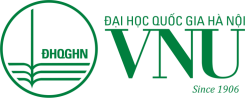 ĐHQGHN
ĐẠI HỌC QUỐC GIA HÀ NỘI
VNU
Since 1906